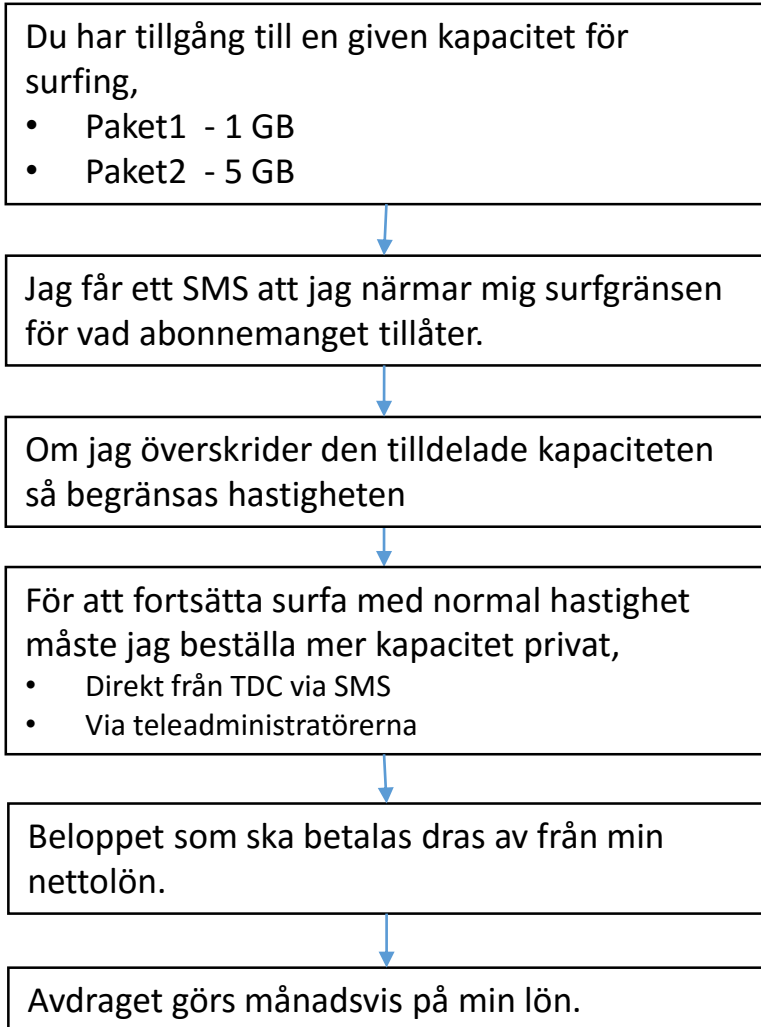 Du har tillgång till en given kapacitet för
surfing,
• Paket1 - 1 GB
• Paket2 - 5 GB
Jag får ett SMS att jag närmar mig surfgränsen
för vad abonnemanget tillåter.
Om jag överskrider den tilldelade kapaciteten
så begränsas hastigheten
För att fortsätta surfa med normal hastighet
måste jag beställa mer kapacitet privat,
• Direkt från TDC via SMS
• Via teleadministratörerna
Beloppet som ska betalas dras av från min
nettolön.
Avdraget görs månadsvis på min lön.